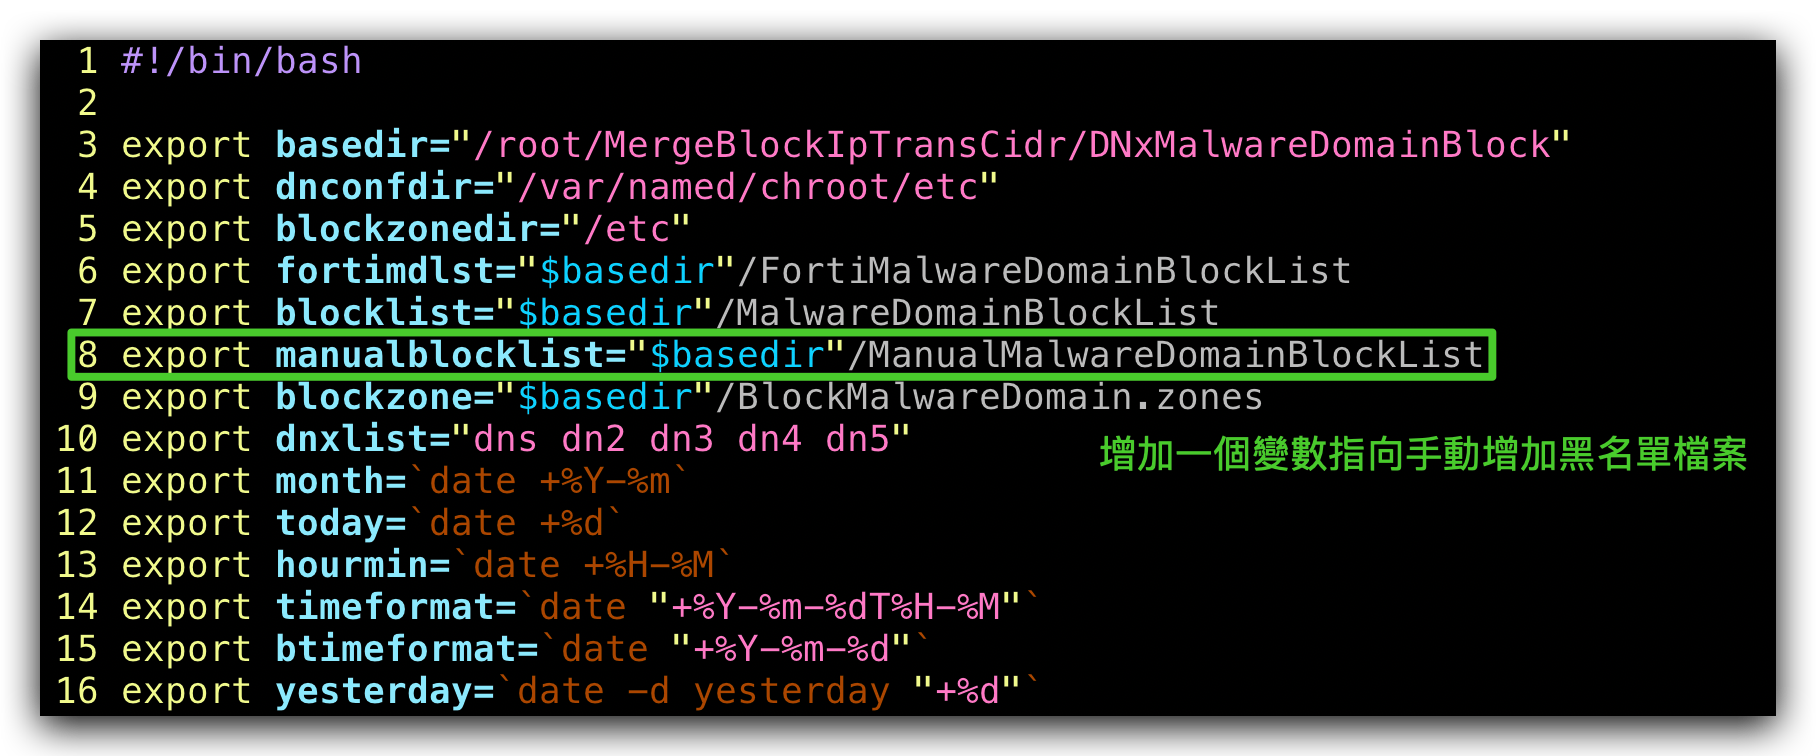 1 #!/bin/bash
2
3 export basedir="/root/MergeBlockIpTransCidr/DNxMalwareDomainBlock"
4 export dnconfdir="/var/named/chroot/etc"
5 export blockzonedir="/etc"
6 export fortimdlst="$basedir"/FortiMalwareDomainBlockList
7 export blocklist="$basedir"/MalwareDomainBlockList
8 export manualblocklist="$basedir"/ManualMalwareDomainBlockList
9 export blockzone="$basedir"/BlockMalwareDomain.zones
10 export dnxlist="dns dn2 dn3 dn4 dn5"
增加一個變數指向手動增加黑名單檔案
11 export month=`date +%Y-%m`
12 export today=`date +%d`
13 export hourmin=`date +%H-%M`
14 export timeformat=`date "+%Y-%m-%dT%H-%M"`
15 export btimeformat=`date "+%Y-%m-%d"`
16 export yesterday=`date -d yesterday "+%d"`